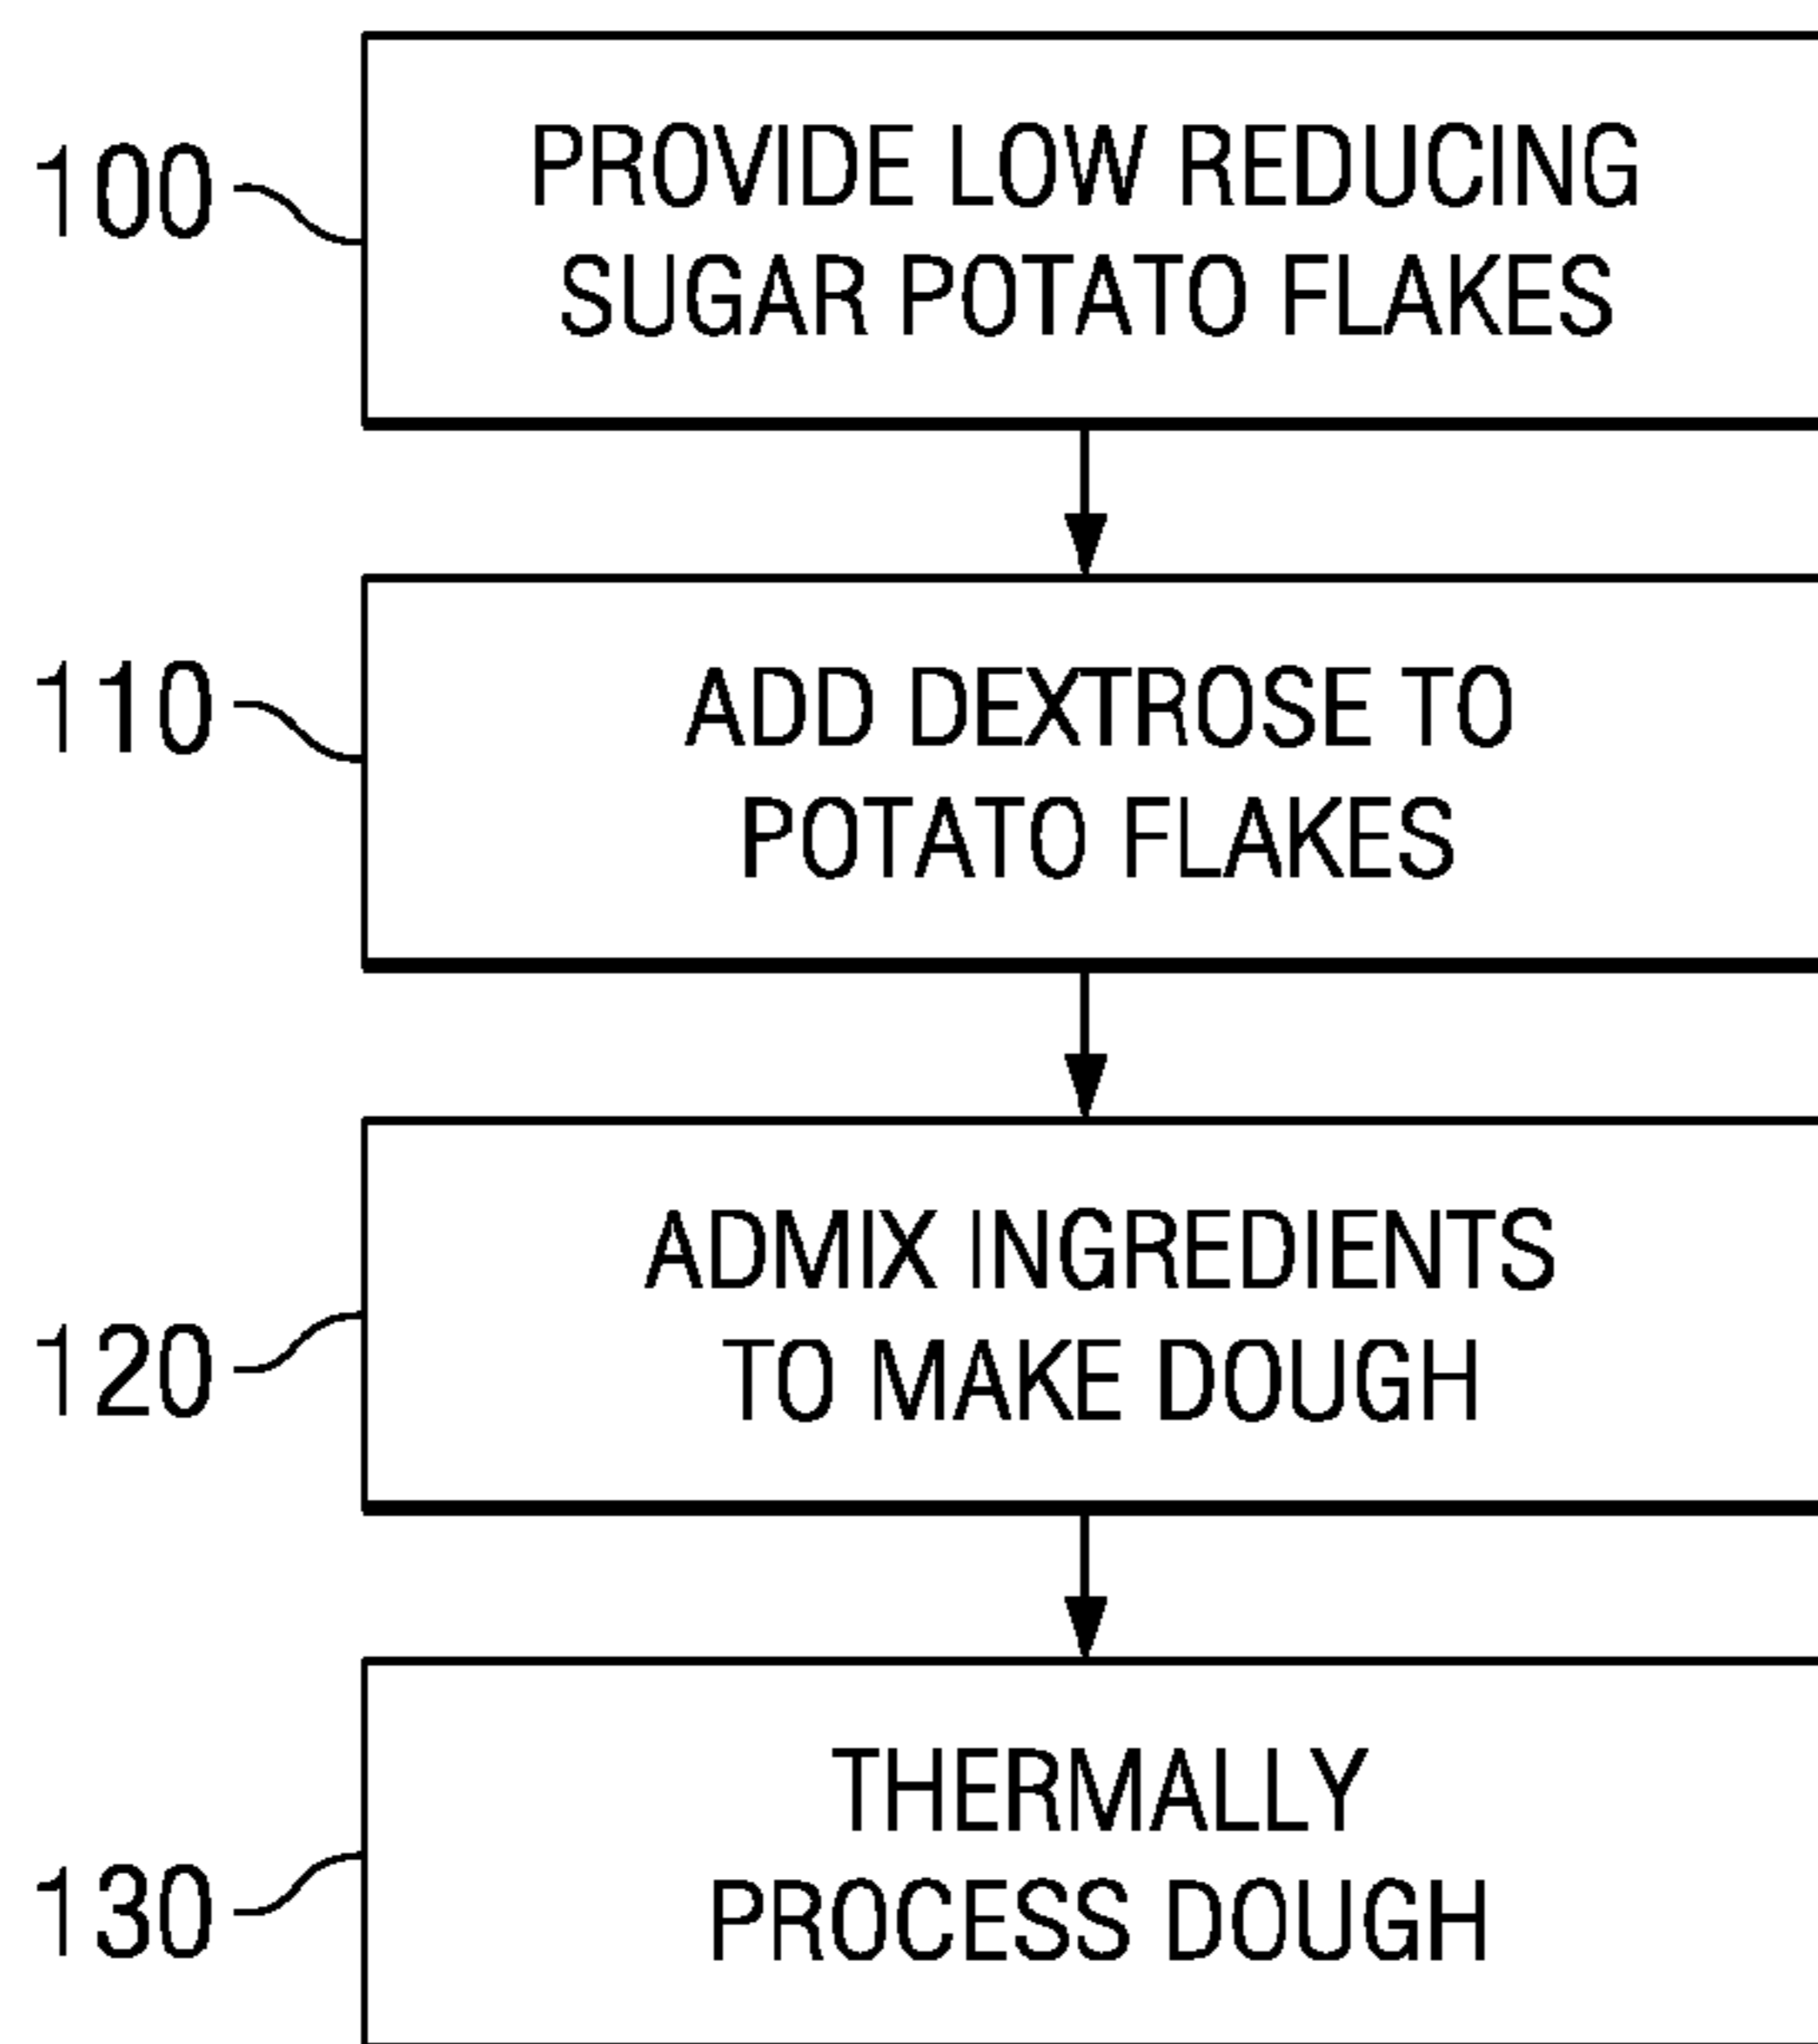 100
PROVIDE LOW REDUCING
SUGAR POTATO FLAKES
110
ADD DEXTROSE TO
POTATO FLAKES
120
ADMIX INGREDIENTS
TO MAKE DOUGH
130
THERMALLY
PROCESS DOUGH